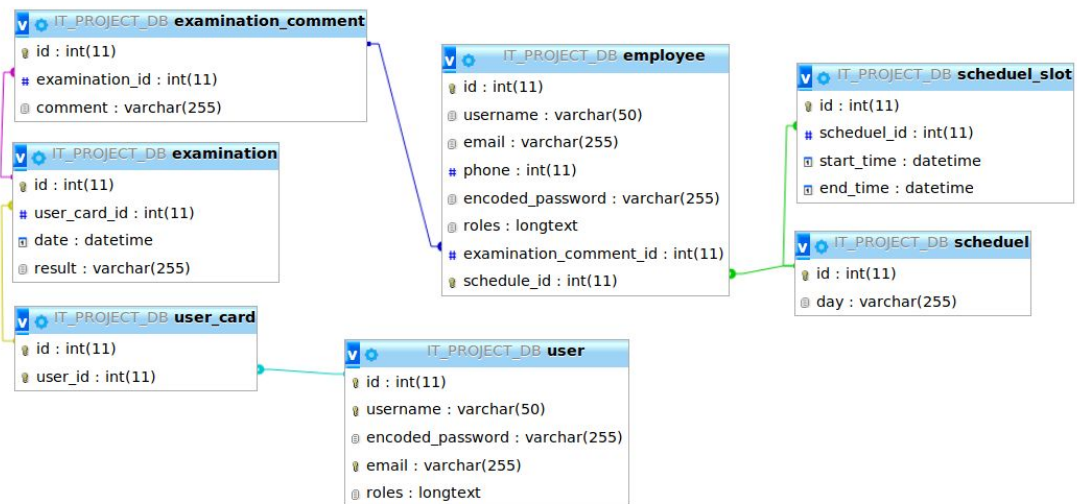 IT_PROJECT_DB examination_comment
id : int(11)
examination_id : int(11)
comment : varchar(255)
IT_PROJECT_DB examination
id : int(11)
user_card_id : int(11)
date : datetime
result : varchar(255)
IT_PROJECT_DB user_card
id : int(11)
user_id : int(11)
IT_PROJECT_DB employee
id : int(11)
username : varchar(50)
email : varchar(255)
phone : int(11)
encoded_password : varchar(255)
roles : longtext
examination_comment_id : int(11)
schedule_id : int(11)
IT_PROJECT_DB user
id : int(11)
username : varchar(50)
encoded_password : varchar(255)
email : varchar(255)
roles : longtext
IT_PROJECT_DB scheduel_slot
id : int(11)
scheduel_id : int(11)
start_time : datetime
end_time : datetime
IT_PROJECT_DB scheduel
id : int(11)
day : varchar(255)